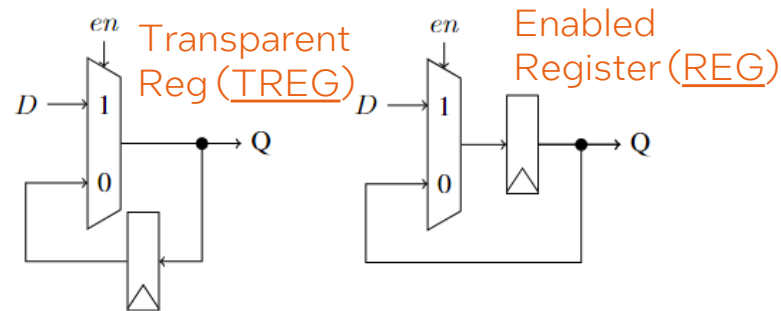 en
Transparent
Reg (TREG)
D
1
0
Q
en
Enabled
Register (REG)
D
1
0
Q